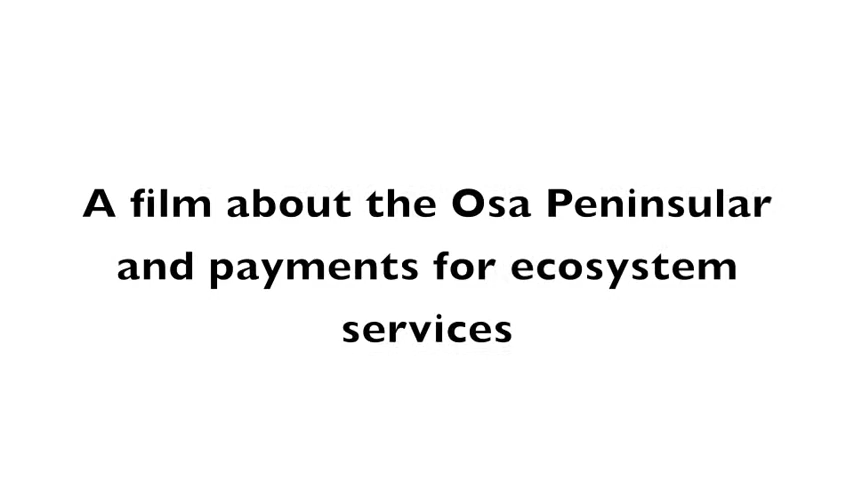 A film about the Osa Peninsular
and payments for ecosystem
services